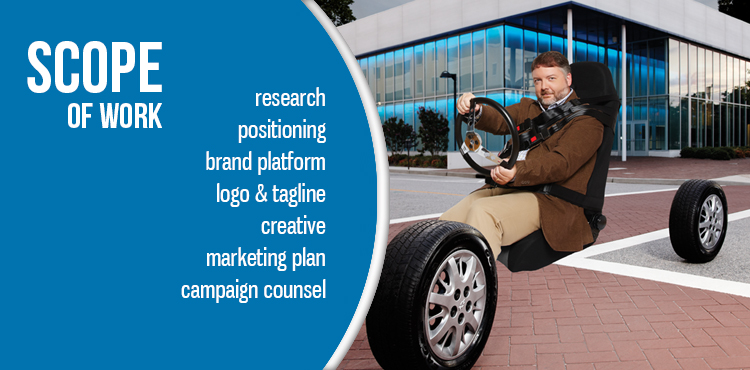 SCOPE
OF WORK
research
positioning
brand platform
logo & tagline
creative
marketing plan
campaign counsel